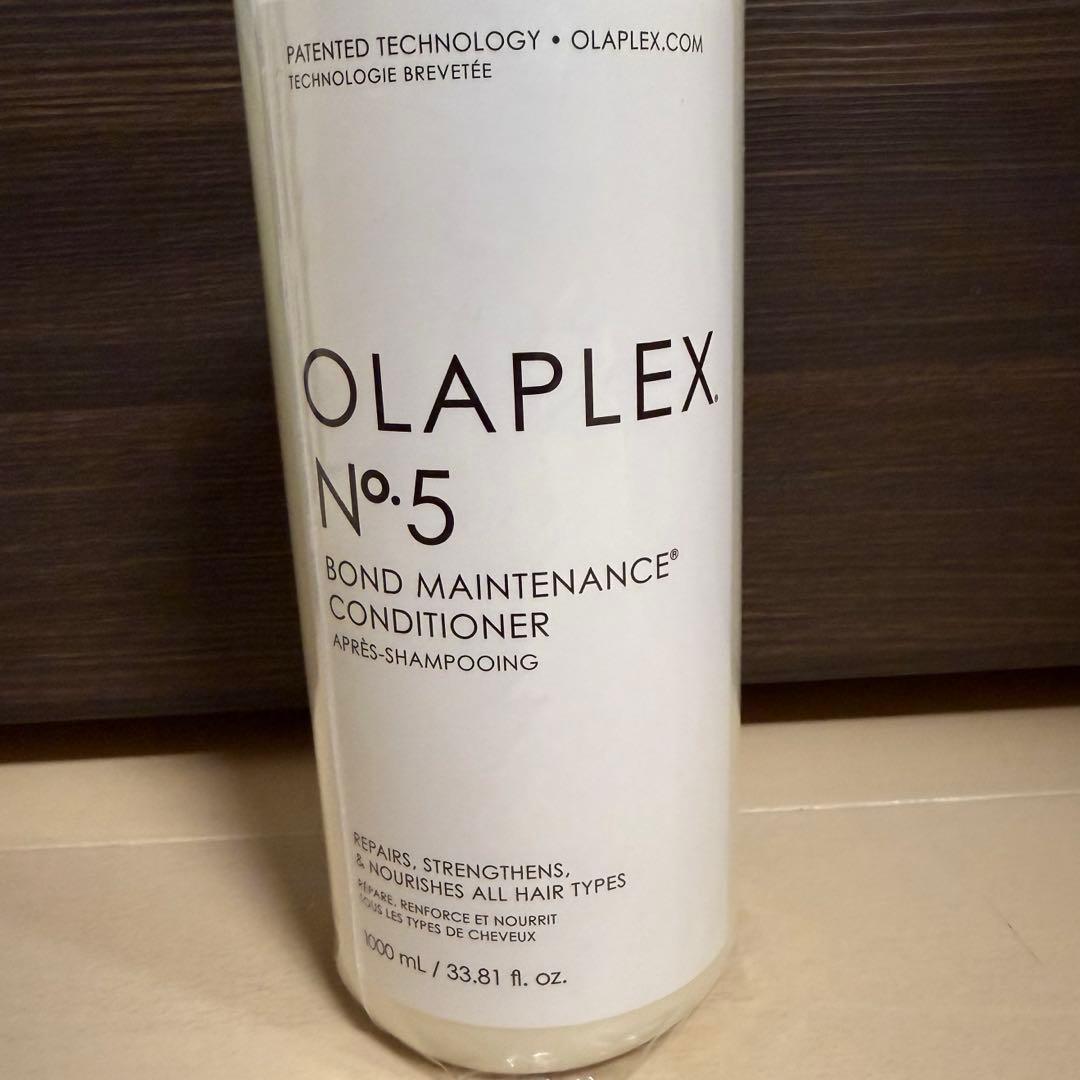 PATENTED TECHNOLOGY • OLAPLEX.COM
TECHNOLOGIE BREVETÉE
OLAPLEX.
Nº.5
BOND MAINTENANCE®
CONDITIONER
APRÈS-SHAMPOOING
REPAIRS, STRENGTHENS,
& NOURISHES ALL HAIR TYPES
RÉPARE, RENFORCE ET NOURRIT
TOUS LES TYPES DE CHEVEUX
1000 mL / 33.81 fl. oz.